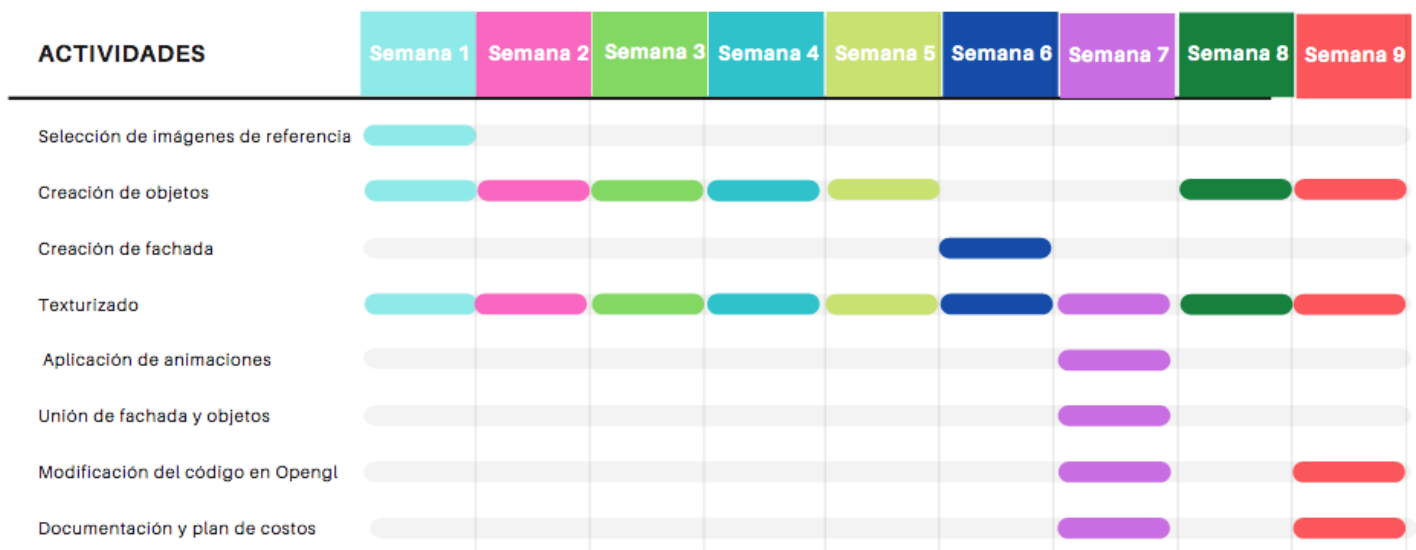 ACTIVIDADES Semana 1 Semana 2 Semana 3 Semana 4 Semana 5 Semana 6 Semana 7 Semana 8 Semana 9
Selección de imágenes de referencia
Creación de objetos
Creación de fachada
Texturizado
Aplicación de animaciones
Unión de fachada y objetos
Modificación del código en Opengl
Documentación y plan de costos